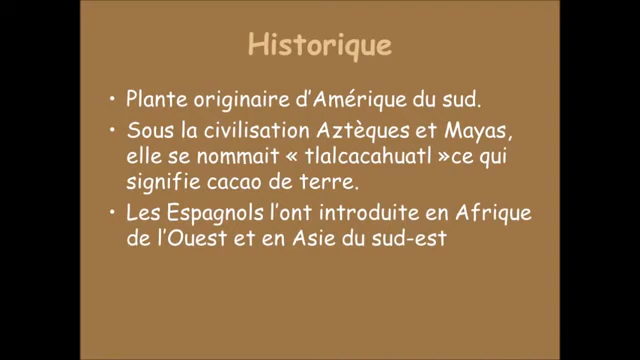 Historique
• Plante originaire d’Amérique du sud.
• Sous la civilisation Aztèques et Mayas,
elle se nommait « tlalcacahuatl »ce qui
signifie cacao de terre.
• Les Espagnols l’ont introduite en Afrique
de l’Ouest et en Asie du sud-est